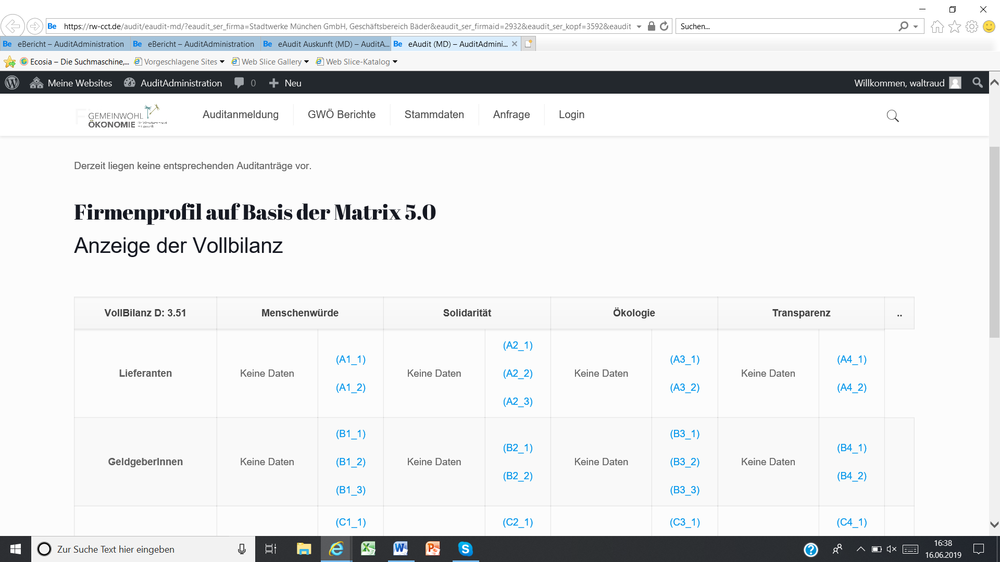 Be https://rw-cct.de/audit/eaudit-md/?eaudit_ser_firma=Stadtwerke München GmbH, Geschäftsbereich Bäder&eaudit_ser_firmaid=2932&eaudit_ser_kopf=3592&eaudit Suchen...
Be eBericht – AuditAdministration Be eBericht – AuditAdministration Be eAudit Auskunft (MD) – AuditA... Be eAudit (MD) – AuditAdmini...
Ecosia – Die Suchmaschine,... Vorgeschlagene Sites Web Slice Gallery Web Slice-Katalog
Meine Websites AuditAdministration 0 Neu Willkommen, waltraud
GEMEINWOHL
ÖKONOMIE
Auditanmeldung GWÖ Berichte Stammdaten Anfrage Login
Derzeit liegen keine entsprechenden Auditanträge vor.
Firmenprofil auf Basis der Matrix 5.0
Anzeige der Vollbilanz
VollBilanz D: 3.51 Menschenwürde Solidarität Ökologie Transparenz ..
Lieferanten Keine Daten (A1_1)
(A1_2)
Keine Daten (A2_1)
(A2_2)
(A2_3)
Keine Daten (A3_1)
(A3_2)
Keine Daten (A4_1)
(A4_2)
GeldgeberInnen Keine Daten (B1_1)
(B1_2)
(B1_3)
Keine Daten (B2_1)
(B2_2)
Keine Daten (B3_1)
(B3_2)
(B3_3)
Keine Daten (B4_1)
(B4_2)
(C1_1) (C2_1) (C3_1) (C4_1)
Zur Suche Text hier eingeben
16:38
16.06.2019